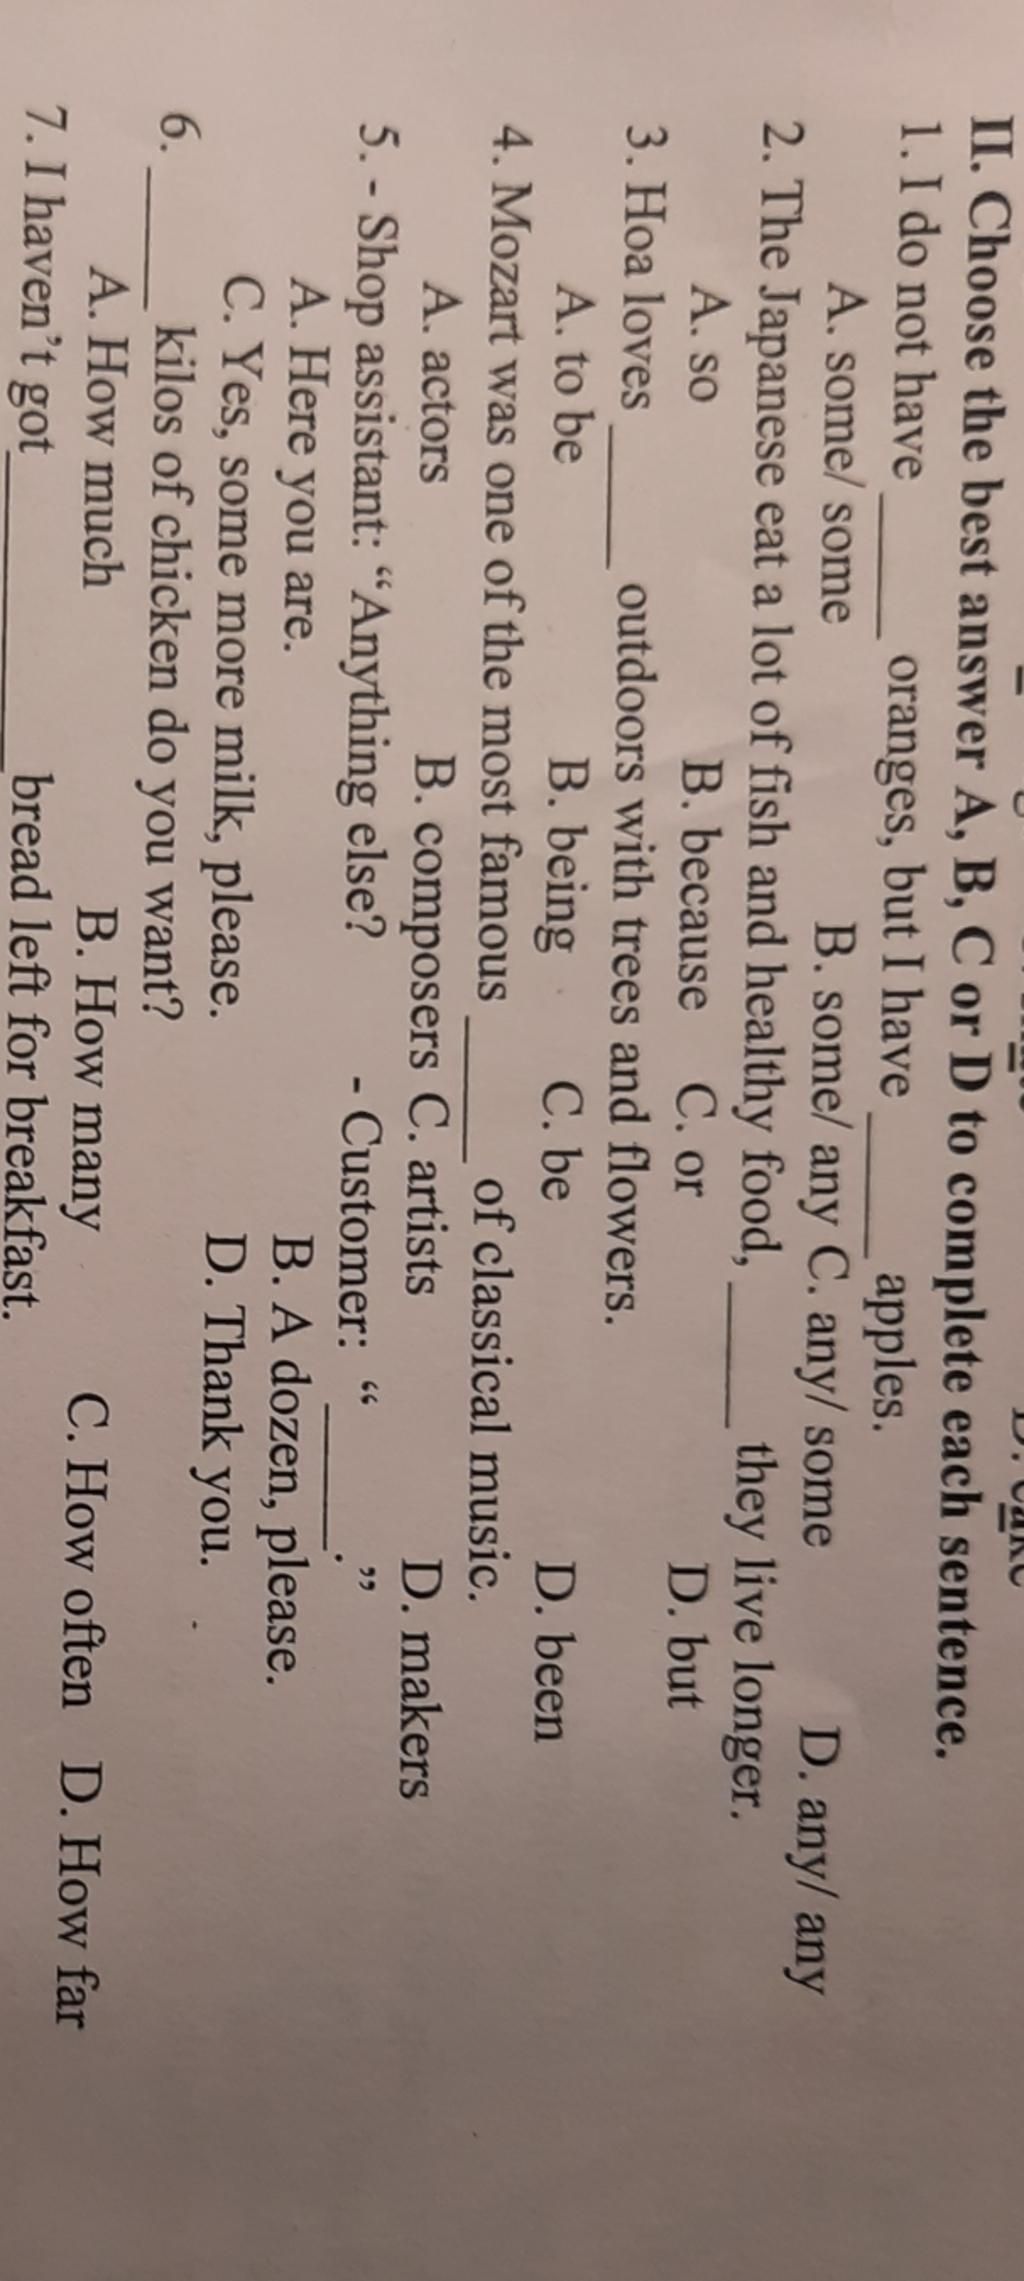 II. Choose the best answer A, B, C or D to complete each sentence.
1. I do not have ______ oranges, but I have ______ apples.
A. some/ some B. some/ any C. any/ some D. any/ any
2. The Japanese eat a lot of fish and healthy food, ______ they live longer.
A. so B. because C. or D. but
3. Hoa loves ______ outdoors with trees and flowers.
A. to be B. being C. be D. been
4. Mozart was one of the most famous ______ of classical music.
A. actors B. composers C. artists D. makers
5. - Shop assistant: “Anything else? - Customer: “ ______. ”
A. Here you are. B. A dozen, please.
C. Yes, some more milk, please. D. Thank you.
6. ______ kilos of chicken do you want?
A. How much B. How many C. How often D. How far
7. I haven’t got ______________ bread left for breakfast.